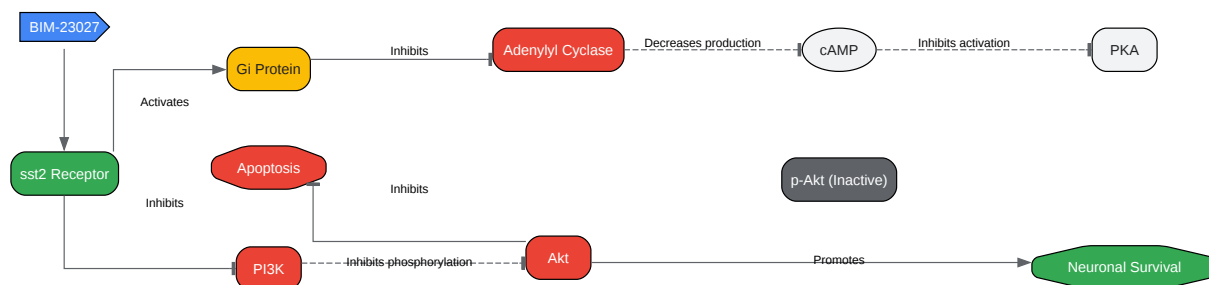 BIM-23027
Inhibits
Adenylyl Cyclase
Decreases production
cAMP
Inhibits activation
PKA
Gi Protein
Activates
sst2 Receptor
Apoptosis
Inhibits
Inhibits
p-Akt (Inactive)
PI3K
Inhibits phosphorylation
Akt
Promotes
Neuronal Survival